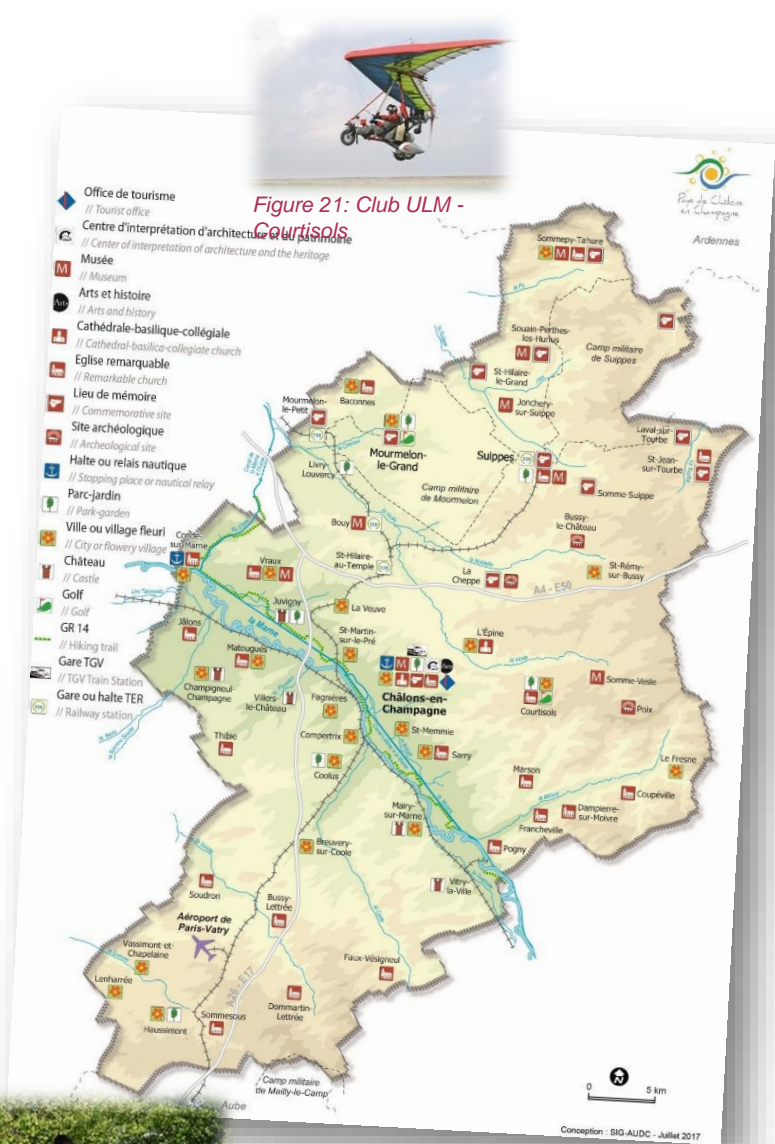 Figure 21: Club ULM -
Courtisols
Office de tourisme
// Tourist office
Centre d'interprétation d'architecture et du patrimoine
// Center of interpretation of architecture and the heritage
Musée
// Museum
Arts et histoire
// Arts and history
Cathédrale-basilique-collégiale
// Cathedral-basilica-collegiate church
Eglise remarquable
// Remarkable church
Lieu de mémoire
// Commemorative site
Site archéologique
// Archeological site
Halte ou relais nautique
// Stopping place or nautical relay
Parc-jardin
// Park-garden
Ville ou village fleuri
// City or flowery village
Château
// Castle
Golf
// Golf
GR 14
// Hiking trail
Gare TGV
// TGV Train Station
Gare ou halte TER
// Railway station
Pays de Châlons
en Champagne
Ardennes
Sommepy-Tahure
Souain-Perthes-
les-Hurlus
Camp militaire
de Suippes
St-Hilaire-
le-Grand
Jonchery-
sur-Suippe
Baconnes
Mourmelon-
le-Petit
Mourmelon-
le-Grand
Suippes
Laval-sur-
Tourbe
St-Jean-
sur-Tourbe
Livry
Louvercy
Camp militaire
de Mourmelon
Somme-Suippe
Bussy-
le-Château
Bouy
Condé-
sur-Marne
Vraux
St-Hilaire-
au-Temple
La
Cheppe
A4 - E50
St-Rémy-
sur-Bussy
Juvigny
La Veuve
Jâlons
la Marne
St-Martin-
sur-le-Pré
L'Épine
Matougues
Arts
Châlons-en-
Champagne
Somme-Vesle
Champigneul-
Champagne
Villers-
le-Château
Fagnières
Courtisols
Poix
Compertrix
St-Memmie
Thibie
Sarry
Coolus
Le Fresne
Marson
Mairy-
sur-Marne
Coupéville
Dampierre-
sur-Moivre
Francheville
Breuvery-
sur-Coole
Pogny
Soudron
Vitry-
la-Ville
Bussy-
Lettrée
Aéroport de
Paris-Vatry
Vassimont-et-
Chapelaine
Faux-Vésigneul
Lenharrée
A26 - E17
Haussimont
Sommesous
Dommartin-
Lettrée
Camp militaire
de Mailly-le-Camp
Aube
N
0 5 km
Conception : SIG-AUDC - Juillet 2017